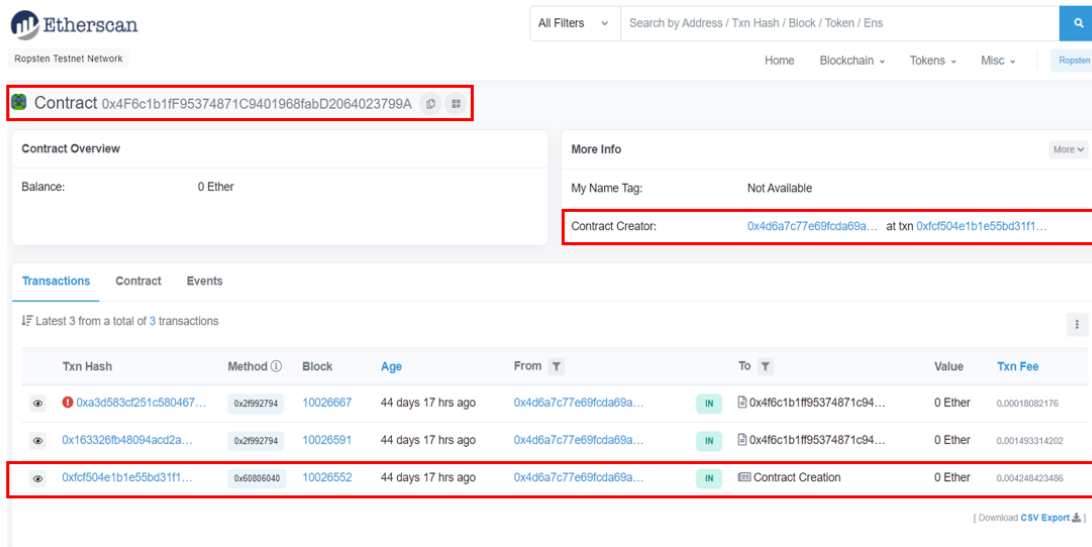 Etherscan
All Filters
Search by Address / Txn Hash / Block / Token / Ens
Ropsten Testnet Network
Home Blockchain Tokens Misc Ropsten
Contract 0x4F6c1b1fF95374871C9401968fabD2064023799A
Contract Overview
Balance: 0 Ether
More Info More
My Name Tag: Not Available
Contract Creator: 0x4d6a7c77e69fcda69a... at txn 0xfcf504e1b1e55bd31f1...
Transactions Contract Events
Latest 3 from a total of 3 transactions
Txn Hash Method Block Age From To Value Txn Fee
0xa3d583cf251c580467... 0x2f992794 10026667 44 days 17 hrs ago 0x4d6a7c77e69fcda69a... IN 0x4f6c1b1ff95374871c94... 0 Ether 0.00018082176
0x163326fb48094acd2a... 0x2f992794 10026591 44 days 17 hrs ago 0x4d6a7c77e69fcda69a... IN 0x4f6c1b1ff95374871c94... 0 Ether 0.001493314202
0xfcf504e1b1e55bd31f1... 0x60806040 10026552 44 days 17 hrs ago 0x4d6a7c77e69fcda69a... IN Contract Creation 0 Ether 0.004248423486
[ Download CSV Export ]